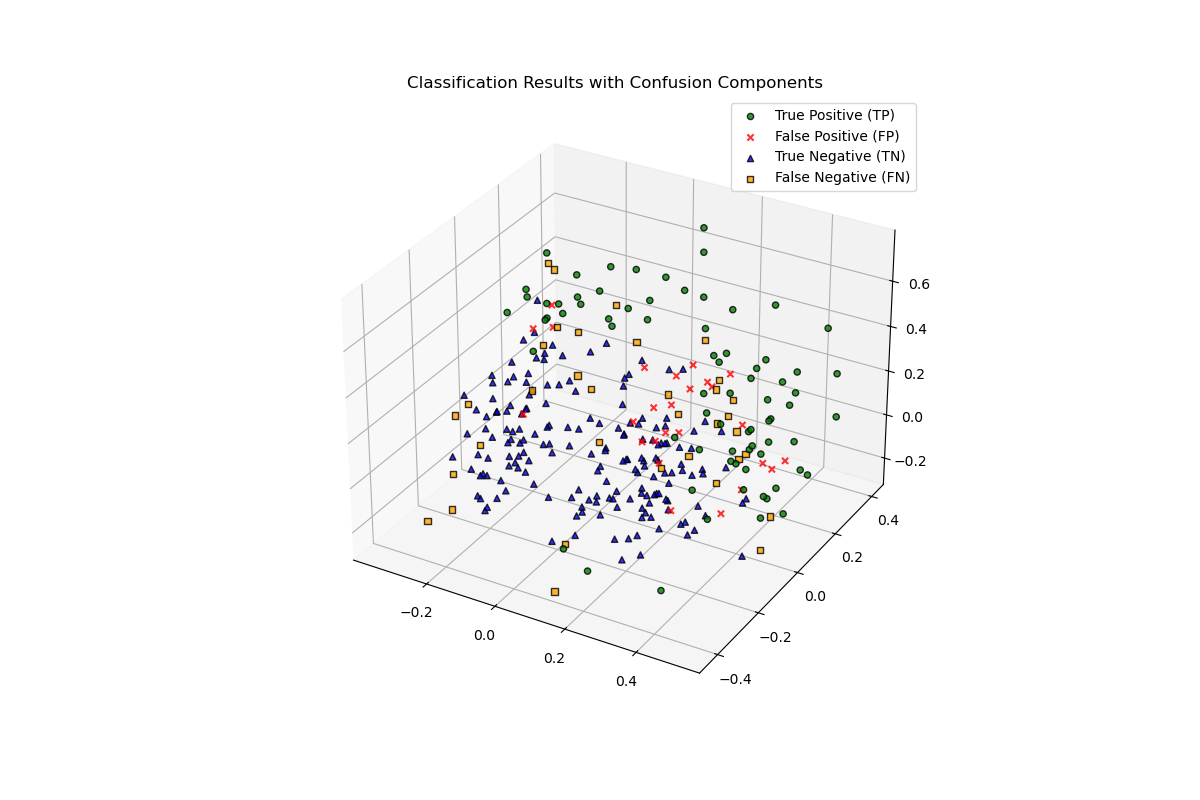 Classification Results with Confusion Components
True Positive (TP)
False Positive (FP)
True Negative (TN)
False Negative (FN)
0.6
0.4
0.2
0.0
−0.2
0.4
0.2
0.0
−0.2
−0.4
−0.2
0.0
0.2
0.4